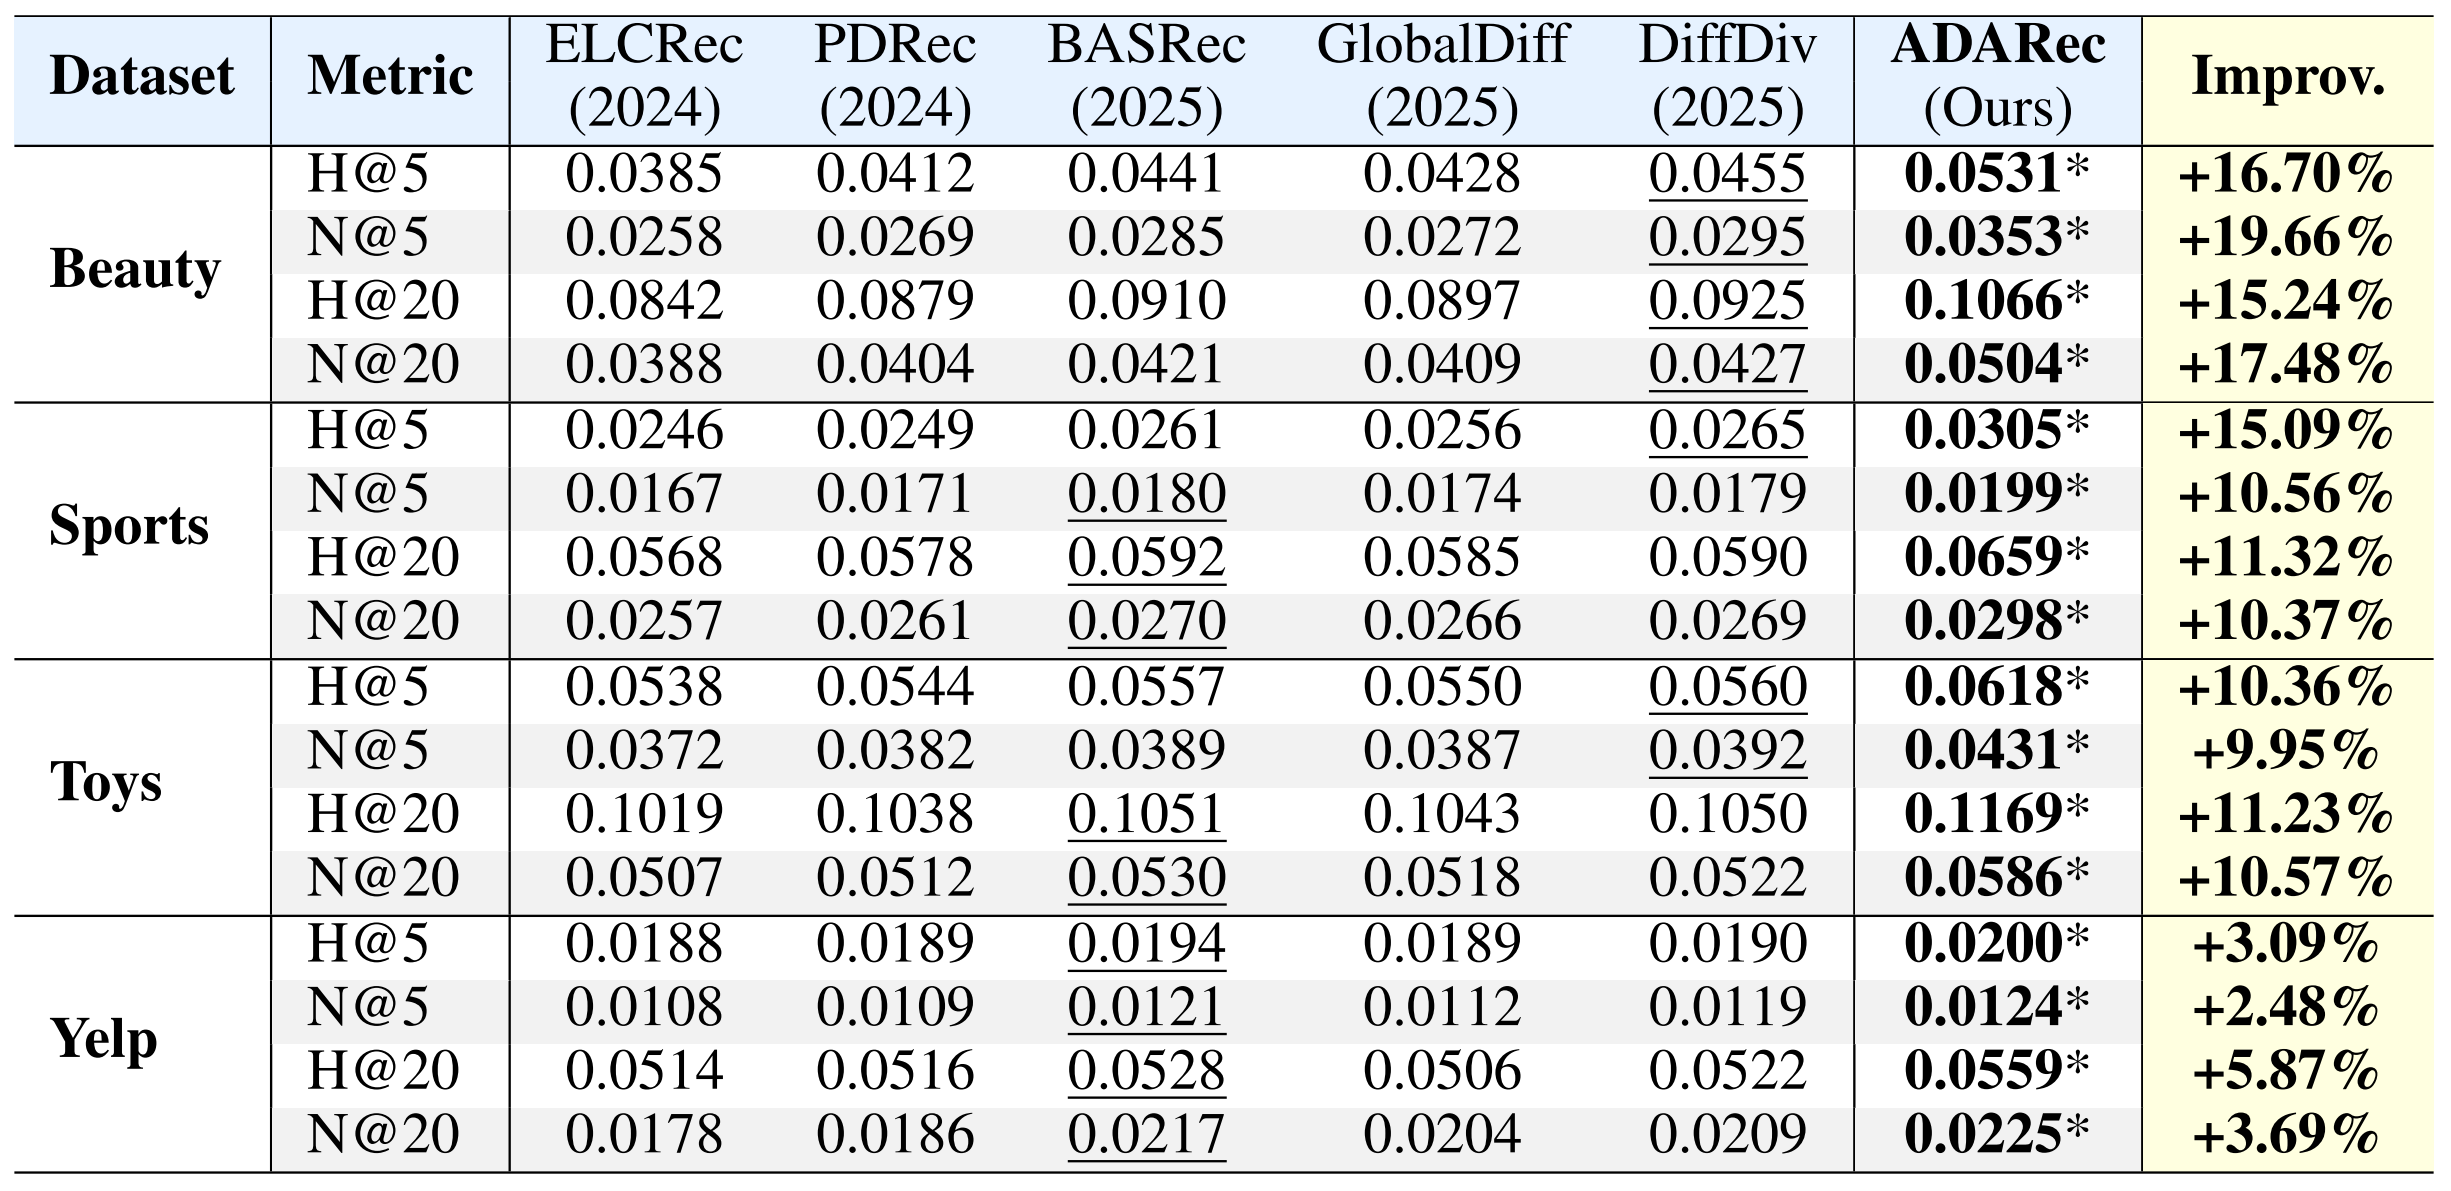 Dataset Metric ELCRec PDRec BASRec GlobalDiff DiffDiv ADARec Improv.
(2024) (2024) (2025) (2025) (2025) (Ours)
Beauty H@5 0.0385 0.0412 0.0441 0.0428 0.0455 0.0531* +16.70%
N@5 0.0258 0.0269 0.0285 0.0272 0.0295 0.0353* +19.66%
H@20 0.0842 0.0879 0.0910 0.0897 0.0925 0.1066* +15.24%
N@20 0.0388 0.0404 0.0421 0.0409 0.0427 0.0504* +17.48%
Sports H@5 0.0246 0.0249 0.0261 0.0256 0.0265 0.0305* +15.09%
N@5 0.0167 0.0171 0.0180 0.0174 0.0179 0.0199* +10.56%
H@20 0.0568 0.0578 0.0592 0.0585 0.0590 0.0659* +11.32%
N@20 0.0257 0.0261 0.0270 0.0266 0.0269 0.0298* +10.37%
Toys H@5 0.0538 0.0544 0.0557 0.0550 0.0560 0.0618* +10.36%
N@5 0.0372 0.0382 0.0389 0.0387 0.0392 0.0431* +9.95%
H@20 0.1019 0.1038 0.1051 0.1043 0.1050 0.1169* +11.23%
N@20 0.0507 0.0512 0.0530 0.0518 0.0522 0.0586* +10.57%
Yelp H@5 0.0188 0.0189 0.0194 0.0189 0.0190 0.0200* +3.09%
N@5 0.0108 0.0109 0.0121 0.0112 0.0119 0.0124* +2.48%
H@20 0.0514 0.0516 0.0528 0.0506 0.0522 0.0559* +5.87%
N@20 0.0178 0.0186 0.0217 0.0204 0.0209 0.0225* +3.69%